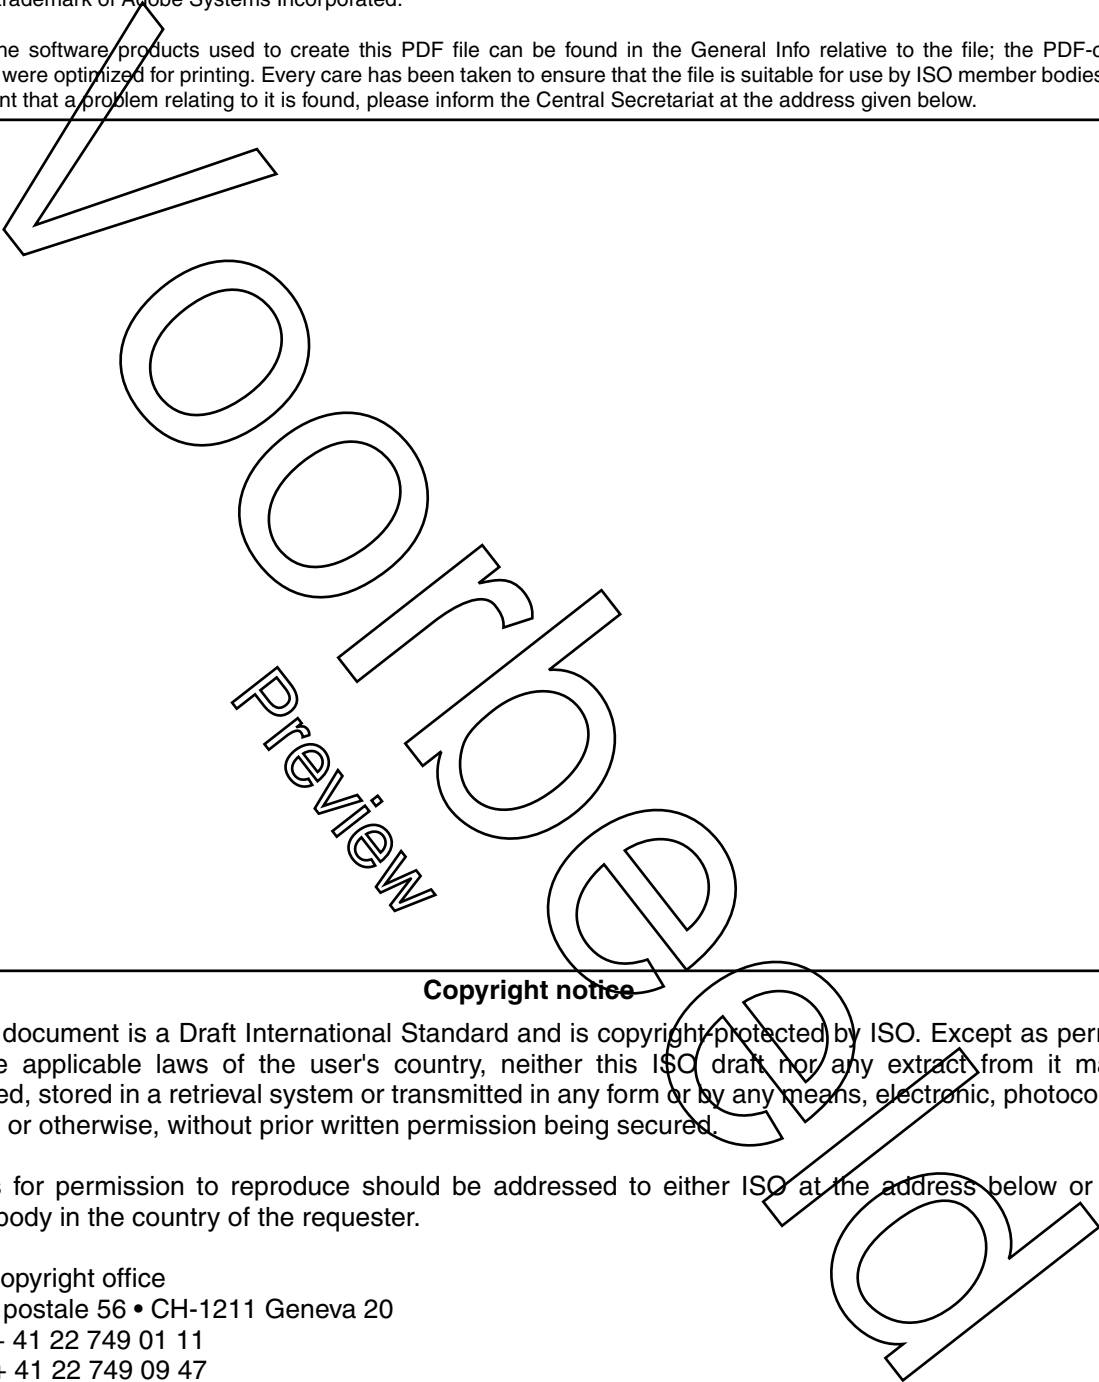 trademark of Adobe Systems Incorporated.
he software products used to create this PDF file can be found in the General Info relative to the file; the PDF-c
were optimized for printing. Every care has been taken to ensure that the file is suitable for use by ISO member bodies
nt that a problem relating to it is found, please inform the Central Secretariat at the address given below.
Voorbeeld
Preview
Copyright notice
document is a Draft International Standard and is copyright-protected by ISO. Except as perm
e applicable laws of the user's country, neither this ISO draft nor any extract from it ma
ed, stored in a retrieval system or transmitted in any form or by any means, electronic, photoco
or otherwise, without prior written permission being secured.
s for permission to reproduce should be addressed to either ISO at the address below or
body in the country of the requester.
opyright office
postale 56 • CH-1211 Geneva 20
+ 41 22 749 01 11
+ 41 22 749 09 47